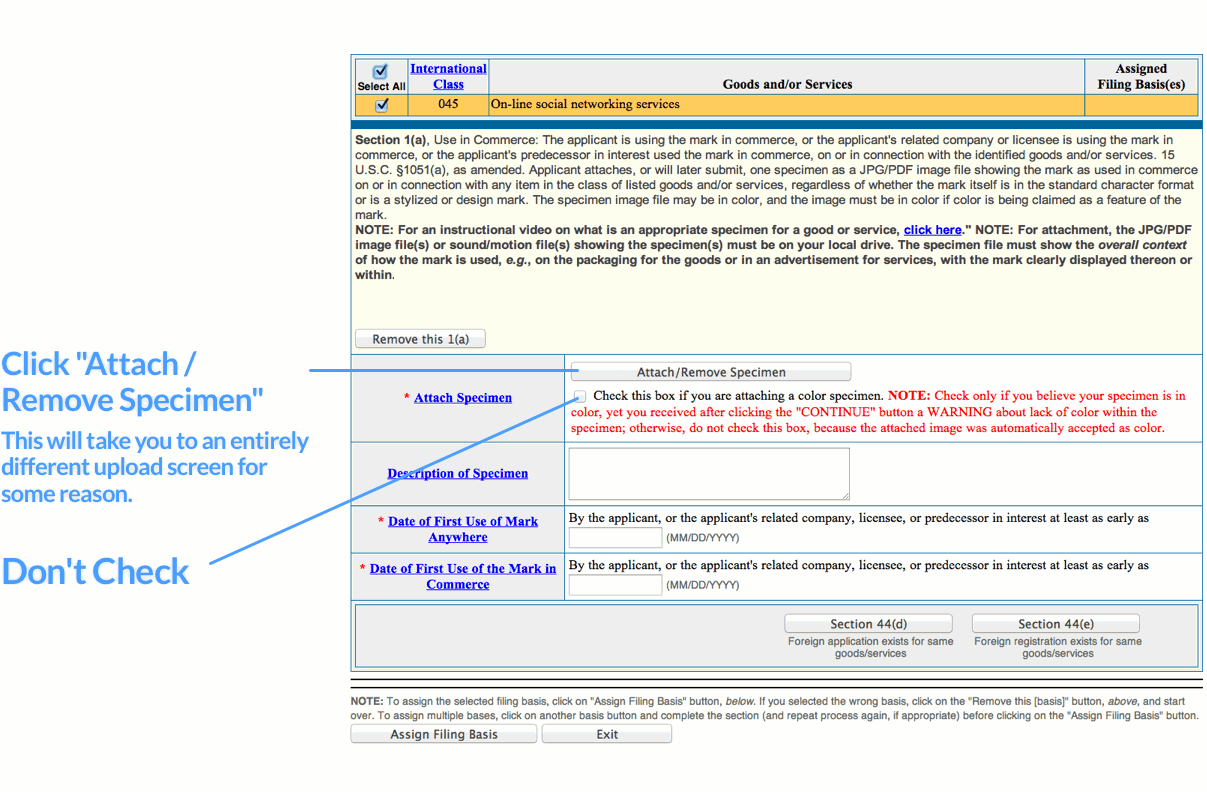 Select All
International
Class
Goods and/or Services
Assigned
Filing Basis(es)
045
On-line social networking services
Section 1(a), Use in Commerce: The applicant is using the mark in commerce, or the applicant's related company or licensee is using the mark in
commerce, or the applicant's predecessor in interest used the mark in commerce, on or in connection with the identified goods and/or services. 15
U.S.C. §1051(a), as amended. Applicant attaches, or will later submit, one specimen as a JPG/PDF image file showing the mark as used in commerce
on or in connection with any item in the class of listed goods and/or services, regardless of whether the mark itself is in the standard character format
or is a stylized or design mark. The specimen image file may be in color, and the image must be in color if color is being claimed as a feature of the
mark.
NOTE: For an instructional video on what is an appropriate specimen for a good or service, click here." NOTE: For attachment, the JPG/PDF
image file(s) or sound/motion file(s) showing the specimen(s) must be on your local drive. The specimen file must show the overall context
of how the mark is used, e.g., on the packaging for the goods or in an advertisement for services, with the mark clearly displayed thereon or
within.
Remove this 1(a)
Click "Attach /
Remove Specimen"
This will take you to an entirely
different upload screen for
some reason.
Don't Check
* Attach Specimen
Attach/Remove Specimen
Check this box if you are attaching a color specimen. NOTE: Check only if you believe your specimen is in
color, yet you received after clicking the "CONTINUE" button a WARNING about lack of color within the
specimen; otherwise, do not check this box, because the attached image was automatically accepted as color.
Description of Specimen
* Date of First Use of Mark
Anywhere
By the applicant, or the applicant's related company, licensee, or predecessor in interest at least as early as
(MM/DD/YYYY)
* Date of First Use of the Mark in
Commerce
By the applicant, or the applicant's related company, licensee, or predecessor in interest at least as early as
(MM/DD/YYYY)
Section 44(d)
Foreign application exists for same
goods/services
Section 44(e)
Foreign registration exists for same
goods/services
NOTE: To assign the selected filing basis, click on "Assign Filing Basis" button, below. If you selected the wrong basis, click on the "Remove this [basis]" button, above, and start
over. To assign multiple bases, click on another basis button and complete the section (and repeat process again, if appropriate) before clicking on the "Assign Filing Basis" button.
Assign Filing Basis
Exit